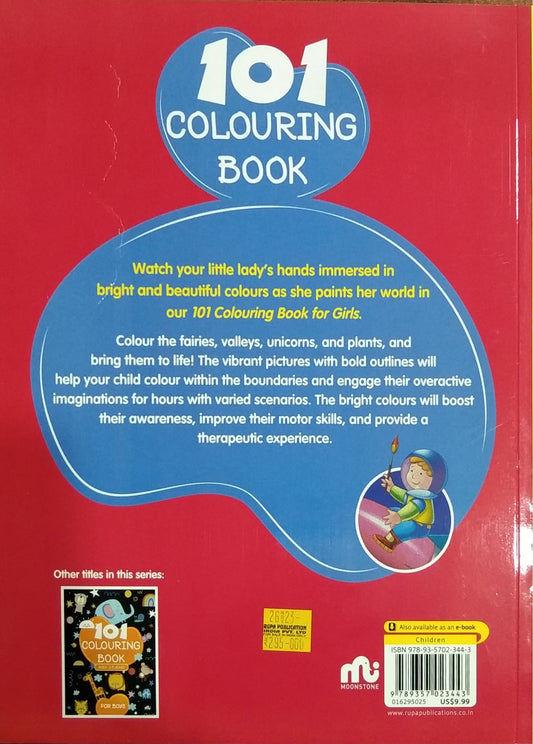 101
COLOURING
BOOK
Watch your little lady's hands immersed in
bright and beautiful colours as she paints her world in
our 101 Colouring Book for Girls.
Colour the fairies, valleys, unicorns, and plants, and
bring them to life! The vibrant pictures with bold outlines will
help your child colour within the boundaries and engage their overactive
imaginations for hours with varied scenarios. The bright colours will boost
their awareness, improve their motor skills, and provide a
therapeutic experience.
Other titles in this series:
101
COLOURING
BOOK
FOR BOYS
RUPA PUBLICATION
INDIA PVT. LTD
MOONSTONE
Also available as an e-book
Children
ISBN 978-93-5702-344-3
9 789357 023443
016295025 US$9.99
www.rupapublications.co.in